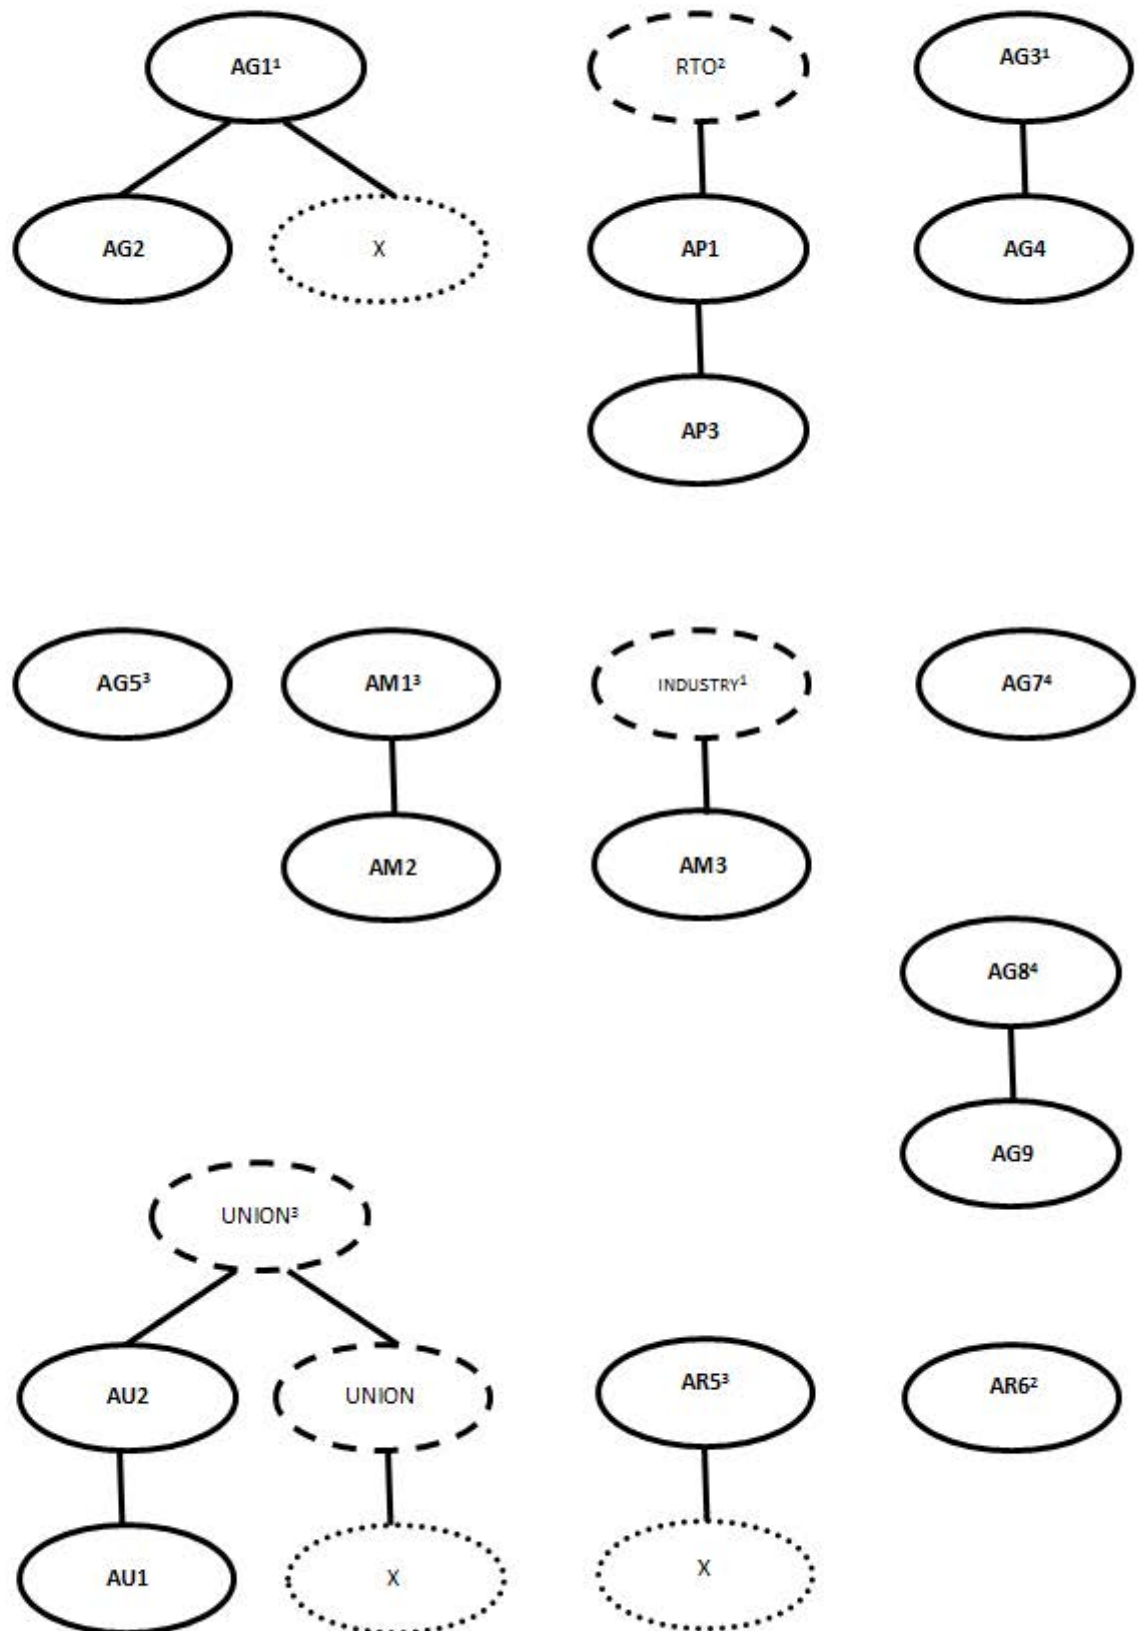 AG1¹
RTO²
AG3¹
AG2
X
AP1
AG4
AP3
AG5³
AM1³
INDUSTRY¹
AG7⁴
AM2
AM3
AG8⁴
AG9
UNION³
AU2
UNION
AR5³
AR6²
AU1
X
X